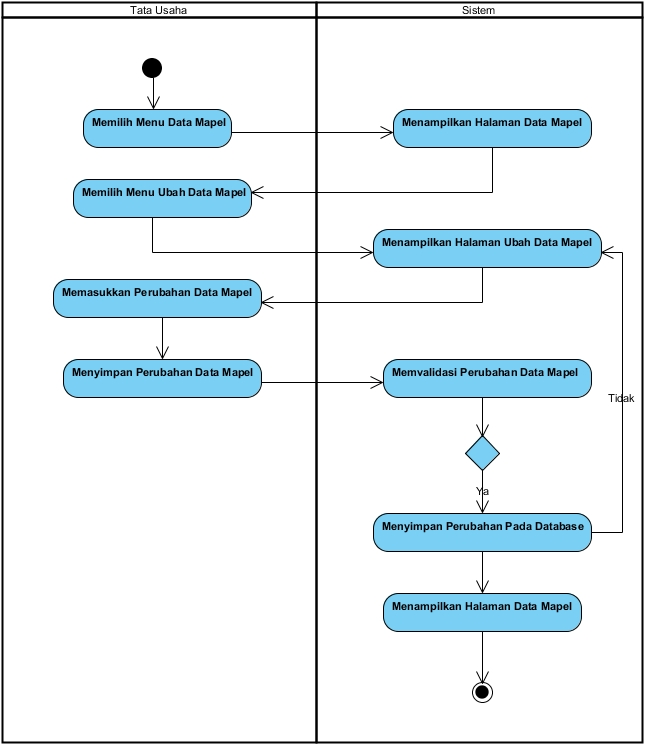 Tata Usaha
Sistem
Memilih Menu Data Mapel
Menampilkan Halaman Data Mapel
Memilih Menu Ubah Data Mapel
Menampilkan Halaman Ubah Data Mapel
Memasukkan Perubahan Data Mapel
Menyimpan Perubahan Data Mapel
Memvalidasi Perubahan Data Mapel
Tidak
Ya
Menyimpan Perubahan Pada Database
Menampilkan Halaman Data Mapel